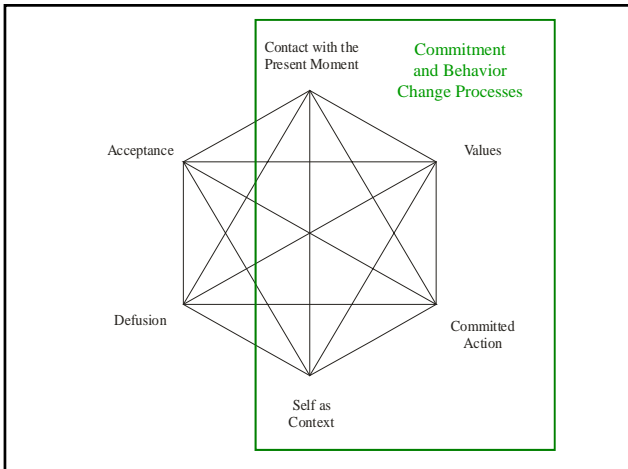 Contact with the
Present Moment
Commitment
and Behavior
Change Processes
Acceptance
Values
Defusion
Committed
Action
Self as
Context